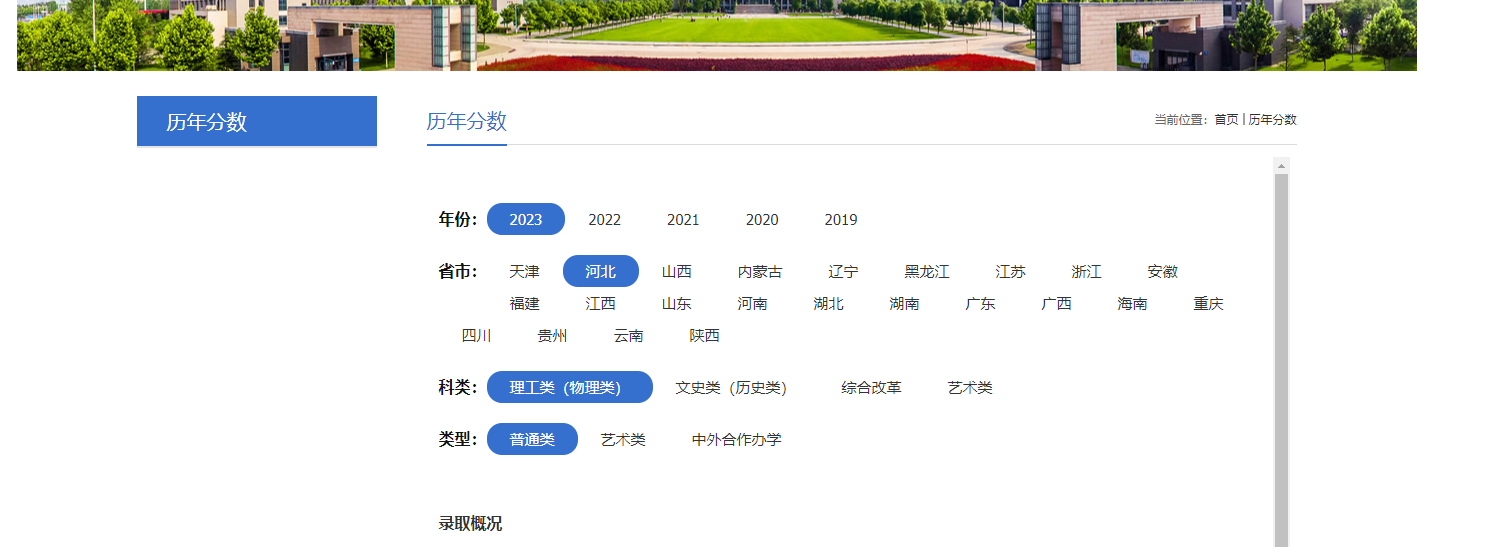 历年分数
历年分数
当前位置：首页 | 历年分数
年份： 2023 2022 2021 2020 2019
省市： 天津 河北 山西 内蒙古 辽宁 黑龙江 江苏 浙江 安徽
福建 江西 山东 河南 湖北 湖南 广东 广西 海南 重庆
四川 贵州 云南 陕西
科类： 理工类（物理类） 文史类（历史类） 综合改革 艺术类
类型： 普通类 艺术类 中外合作办学
录取概况